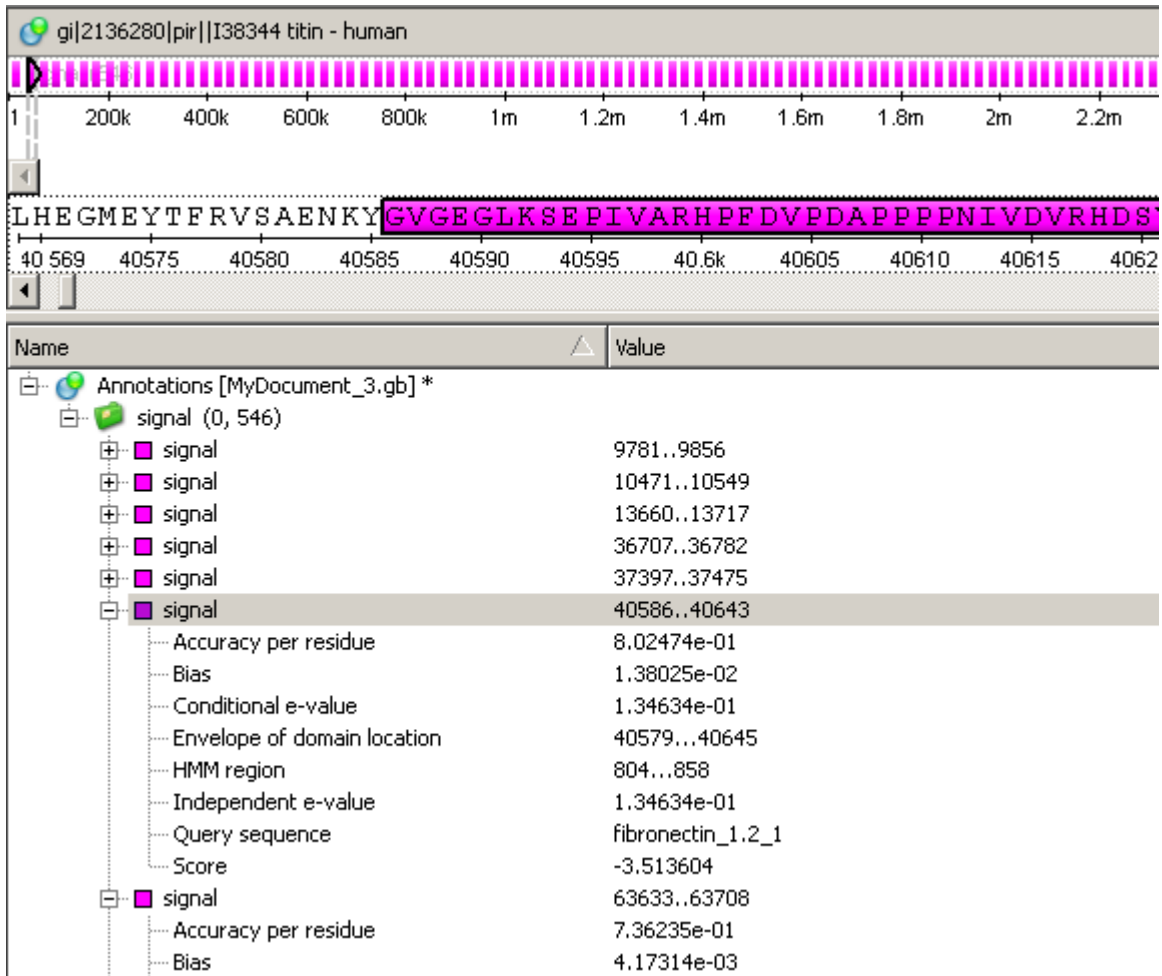 gi|2136280|pir||I38344 titin - human
1 200k 400k 600k 800k 1m 1.2m 1.4m 1.6m 1.8m 2m 2.2m
LHEGMEYTFRVSAENKYGVGEGLKSEPIVARHPFDVPDAPPPPNIVDVRHDSY
40 569 40575 40580 40585 40590 40595 40.6k 40605 40610 40615 4062
Name Value
Annotations [MyDocument_3.gb] *
signal (0, 546)
signal 9781..9856
signal 10471..10549
signal 13660..13717
signal 36707..36782
signal 37397..37475
signal 40586..40643
Accuracy per residue 8.02474e-01
Bias 1.38025e-02
Conditional e-value 1.34634e-01
Envelope of domain location 40579...40645
HMM region 804...858
Independent e-value 1.34634e-01
Query sequence fibronectin_1.2_1
Score -3.513604
signal 63633..63708
Accuracy per residue 7.36235e-01
Bias 4.17314e-03